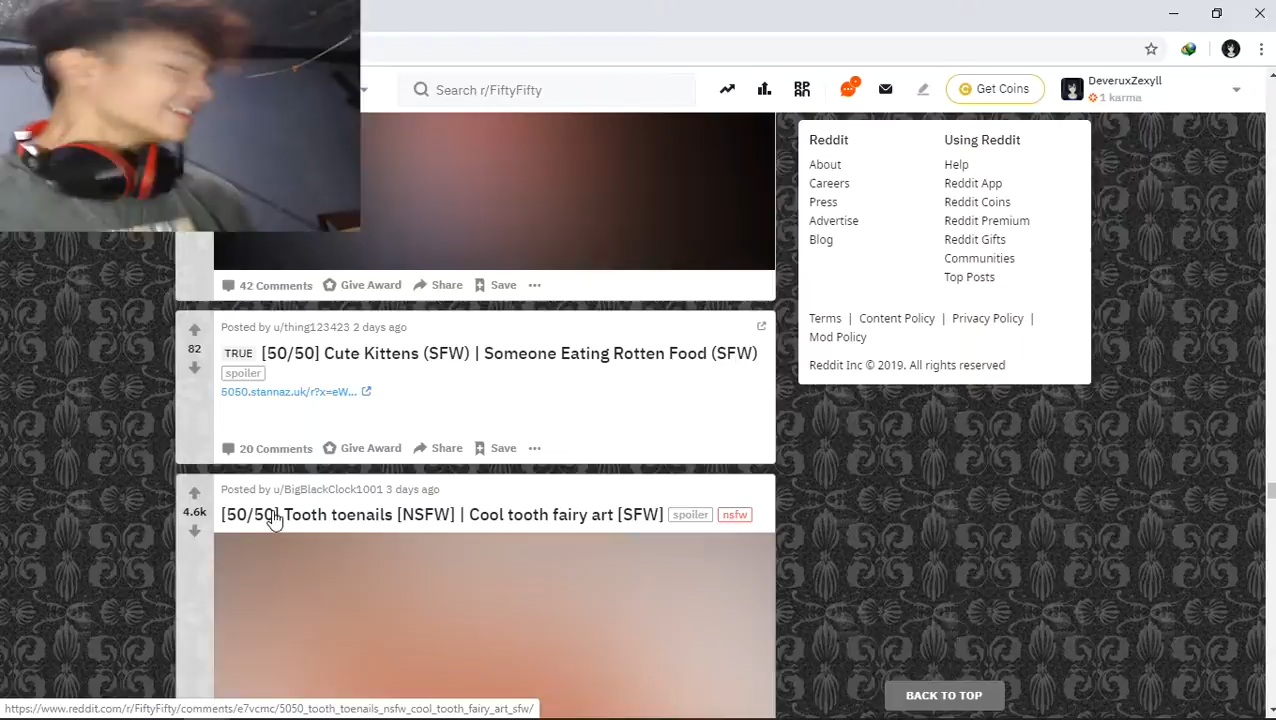 Search r/FiftyFifty
Get Coins
DeveruxZexyll
1 karma
42 Comments Give Award Share Save
Posted by u/thing123423 2 days ago
82
TRUE [50/50] Cute Kittens (SFW) | Someone Eating Rotten Food (SFW)
spoiler
5050.stannaz.uk/r?x=eW...
20 Comments Give Award Share Save
Posted by u/BigBlackClock1001 3 days ago
4.6k
[50/50] Tooth toenails [NSFW] | Cool tooth fairy art [SFW] spoiler nsfw
Reddit
About
Careers
Press
Advertise
Blog
Using Reddit
Help
Reddit App
Reddit Coins
Reddit Premium
Reddit Gifts
Communities
Top Posts
Terms | Content Policy | Privacy Policy |
Mod Policy
Reddit Inc © 2019. All rights reserved
BACK TO TOP
https://www.reddit.com/r/FiftyFifty/comments/e7vcmc/5050_tooth_toenails_nsfw_cool_tooth_fairy_art_sfw/